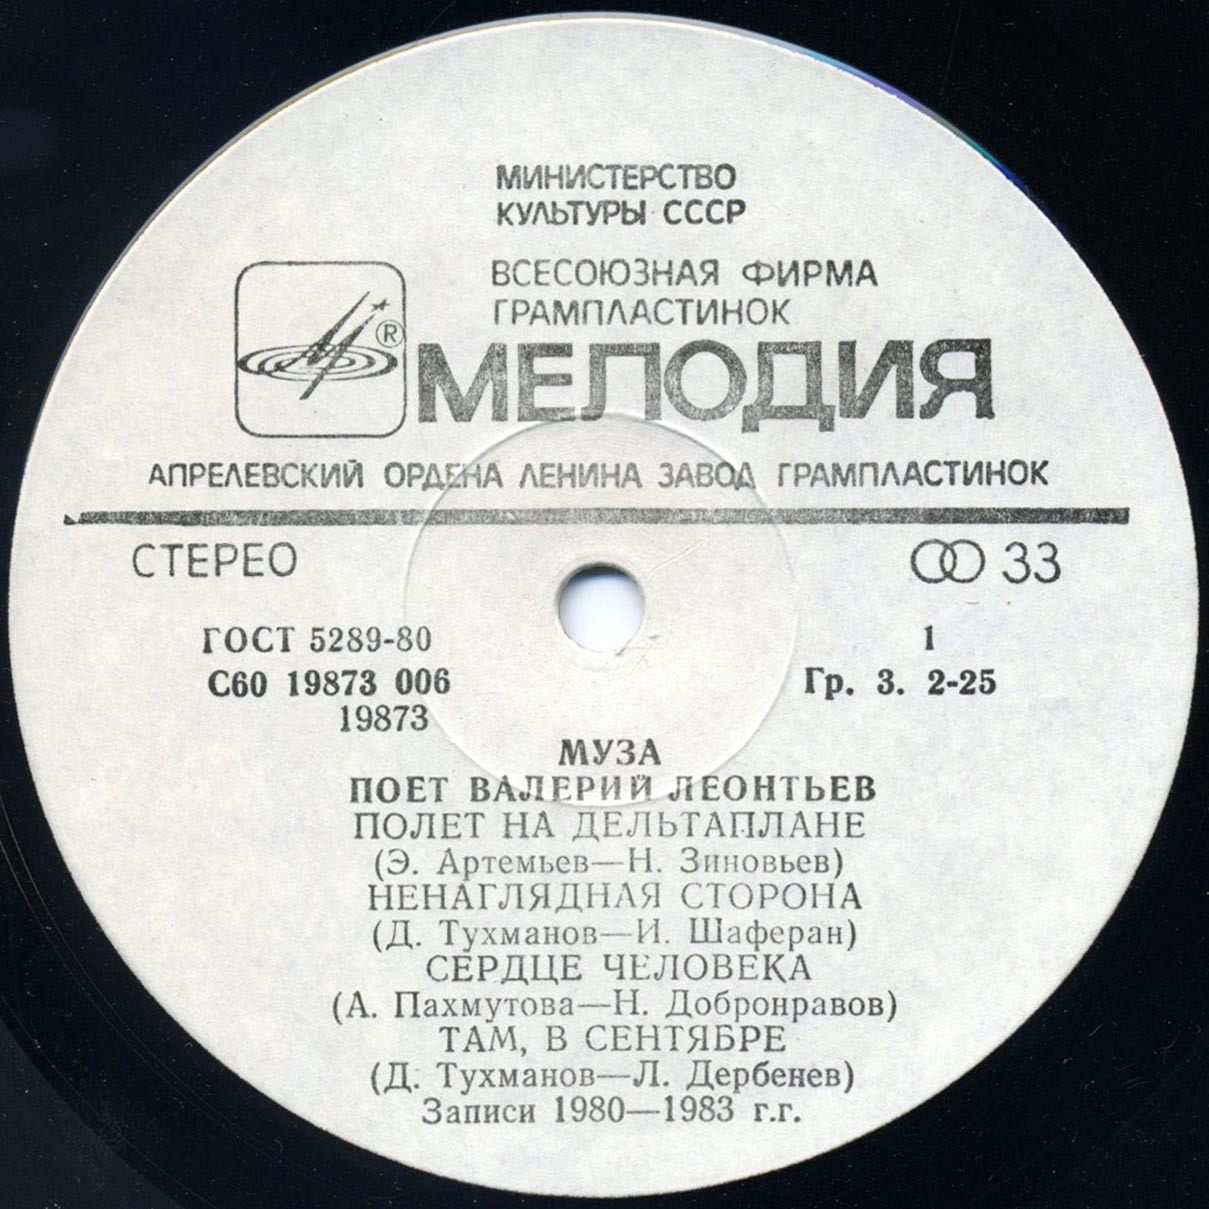 МИНИСТЕРСТВО
КУЛЬТУРЫ СССР
ВСЕСОЮЗНАЯ ФИРМА
ГРАМПЛАСТИНОК
®
МЕЛОДИЯ
АПРЕЛЕВСКИЙ ОРДЕНА ЛЕНИНА ЗАВОД ГРАМПЛАСТИНОК
СТЕРЕО 33
ГОСТ 5289-80 1
С60 19873 006 Гр. 3. 2-25
19873
МУЗА
ПОЕТ ВАЛЕРИЙ ЛЕОНТЬЕВ
ПОЛЕТ НА ДЕЛЬТАПЛАНЕ
(Э. Артемьев—Н. Зиновьев)
НЕНАГЛЯДНАЯ СТОРОНА
(Д. Тухманов—И. Шаферан)
СЕРДЦЕ ЧЕЛОВЕКА
(А. Пахмутова—Н. Добронравов)
ТАМ, В СЕНТЯБРЕ
(Д. Тухманов—Л. Дербенев)
Записи 1980—1983 г.г.